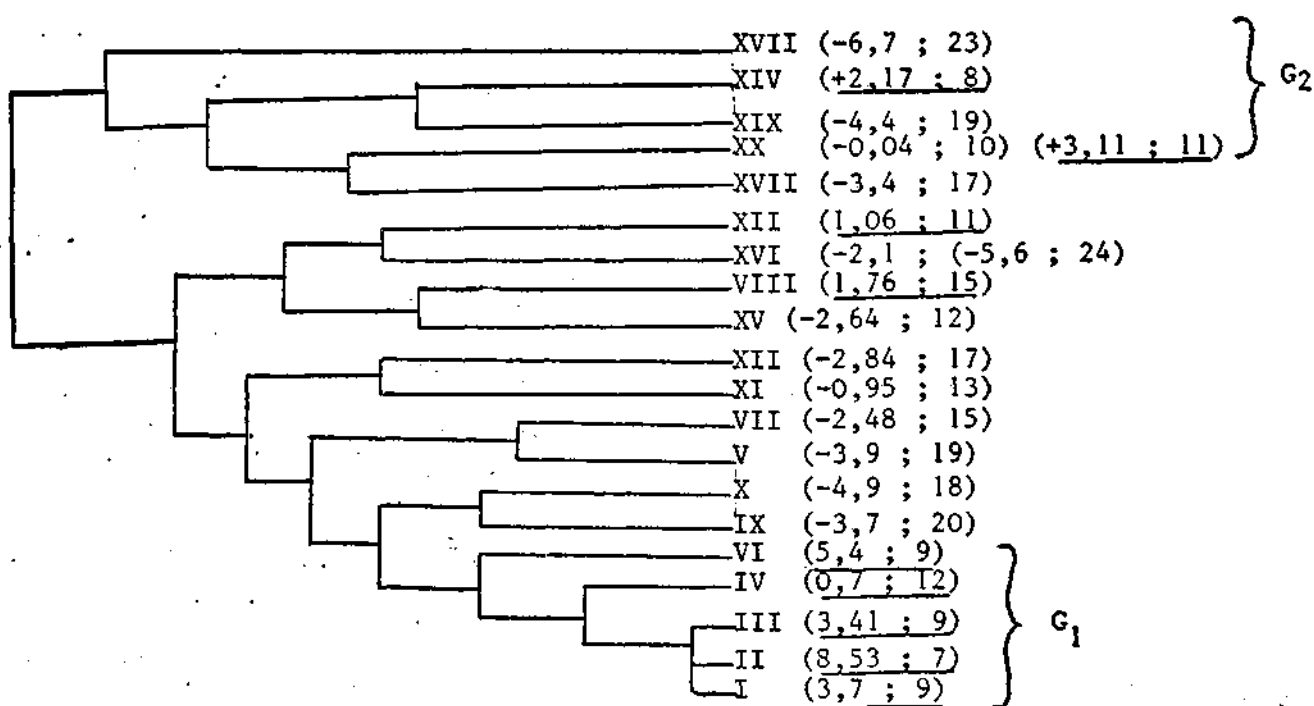 XVII (-6,7 ; 23)
XIV (+2,17 ; 8)
G2
XIX (-4,4 ; 19)
XX (-0,04 ; 10) (+3,11 ; 11)
XVII (-3,4 ; 17)
XII (1,06 ; 11)
XVI (-2,1 ; (-5,6 ; 24)
VIII (1,76 ; 15)
XV (-2,64 ; 12)
XII (-2,84 ; 17)
XI (-0,95 ; 13)
VII (-2,48 ; 15)
V (-3,9 ; 19)
X (-4,9 ; 18)
IX (-3,7 ; 20)
VI (5,4 ; 9)
IV (0,7 ; 12)
III (3,41 ; 9)
G1
II (8,53 ; 7)
I (3,7 ; 9)